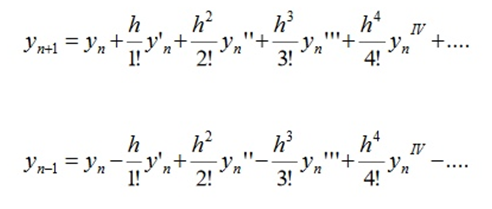 y_{n+1} = y_n + \frac{h}{1!} y'_n + \frac{h^2}{2!} y_n'' + \frac{h^3}{3!} y_n''' + \frac{h^4}{4!} y_n^{IV} + ....
y_{n-1} = y_n - \frac{h}{1!} y'_n + \frac{h^2}{2!} y_n'' - \frac{h^3}{3!} y_n''' + \frac{h^4}{4!} y_n^{IV} - ....